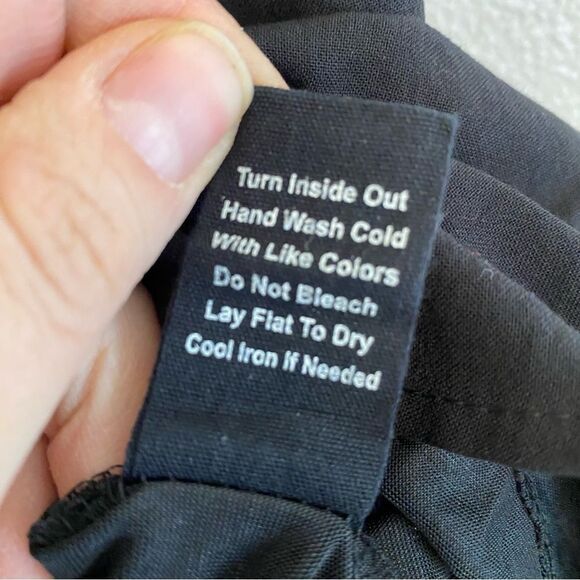 Turn Inside Out
Hand Wash Cold
With Like Colors
Do Not Bleach
Lay Flat To Dry
Cool Iron If Needed